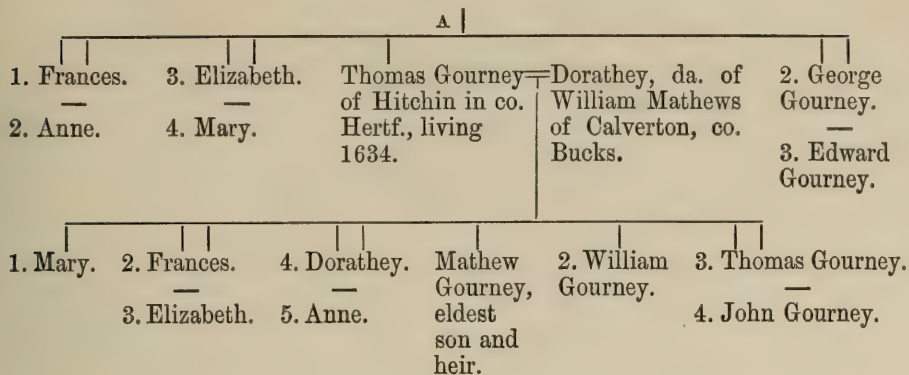 A
1. Frances.
2. Anne.
3. Elizabeth.
4. Mary.
Thomas Gourney
of Hitchin in co.
Hertf., living
1634.
Dorathey, da. of
William Mathews
of Calverton, co.
Bucks.
2. George
Gourney.
3. Edward
Gourney.
1. Mary.
2. Frances.
3. Elizabeth.
4. Dorathey.
5. Anne.
Mathew
Gourney,
eldest
son and
heir.
2. William
Gourney.
3. Thomas Gourney.
4. John Gourney.